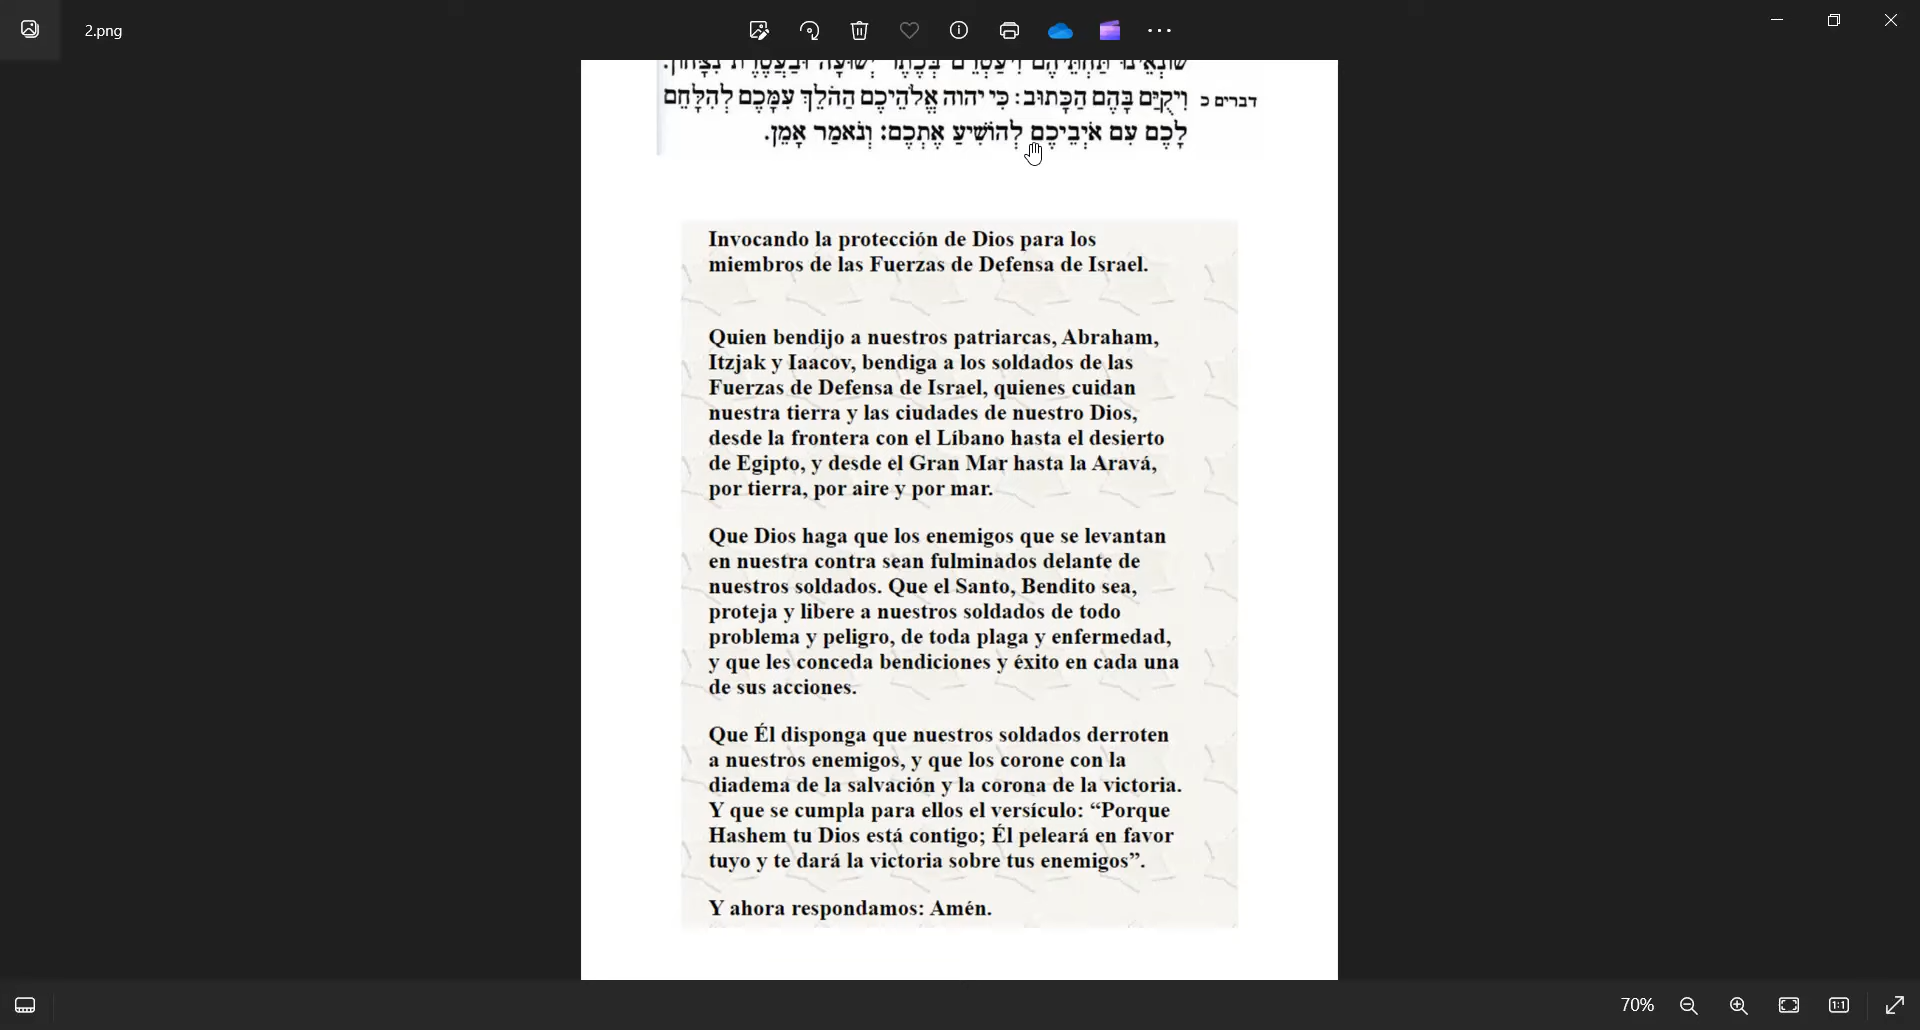 2.png
שׂוֹנְאֵינוּ תַּחְתֵּיהֶם וִיעַטְּרֵם בְּכֶתֶר יְשׁוּעָה וּבַעֲטֶרֶת נִצָּחוֹן.
דברים כ וִיקֻיַּם בָּהֶם הַכָּתוּב: כִּי יהוה אֱלֹהֵיכֶם הַהֹלֵךְ עִמָּכֶם לְהִלָּחֵם
לָכֶם עִם אֹיְבֵיכֶם לְהוֹשִׁיעַ אֶתְכֶם: וְנֹאמַר אָמֵן.
Invocando la protección de Dios para los
miembros de las Fuerzas de Defensa de Israel.
Quien bendijo a nuestros patriarcas, Abraham,
Itzjak y Iaacov, bendiga a los soldados de las
Fuerzas de Defensa de Israel, quienes cuidan
nuestra tierra y las ciudades de nuestro Dios,
desde la frontera con el Líbano hasta el desierto
de Egipto, y desde el Gran Mar hasta la Aravá,
por tierra, por aire y por mar.
Que Dios haga que los enemigos que se levantan
en nuestra contra sean fulminados delante de
nuestros soldados. Que el Santo, Bendito sea,
proteja y libere a nuestros soldados de todo
problema y peligro, de toda plaga y enfermedad,
y que les conceda bendiciones y éxito en cada una
de sus acciones.
Que Él disponga que nuestros soldados derroten
a nuestros enemigos, y que los corone con la
diadema de la salvación y la corona de la victoria.
Y que se cumpla para ellos el versículo: “Porque
Hashem tu Dios está contigo; Él peleará en favor
tuyo y te dará la victoria sobre tus enemigos”.
Y ahora respondamos: Amén.
70%
1:1